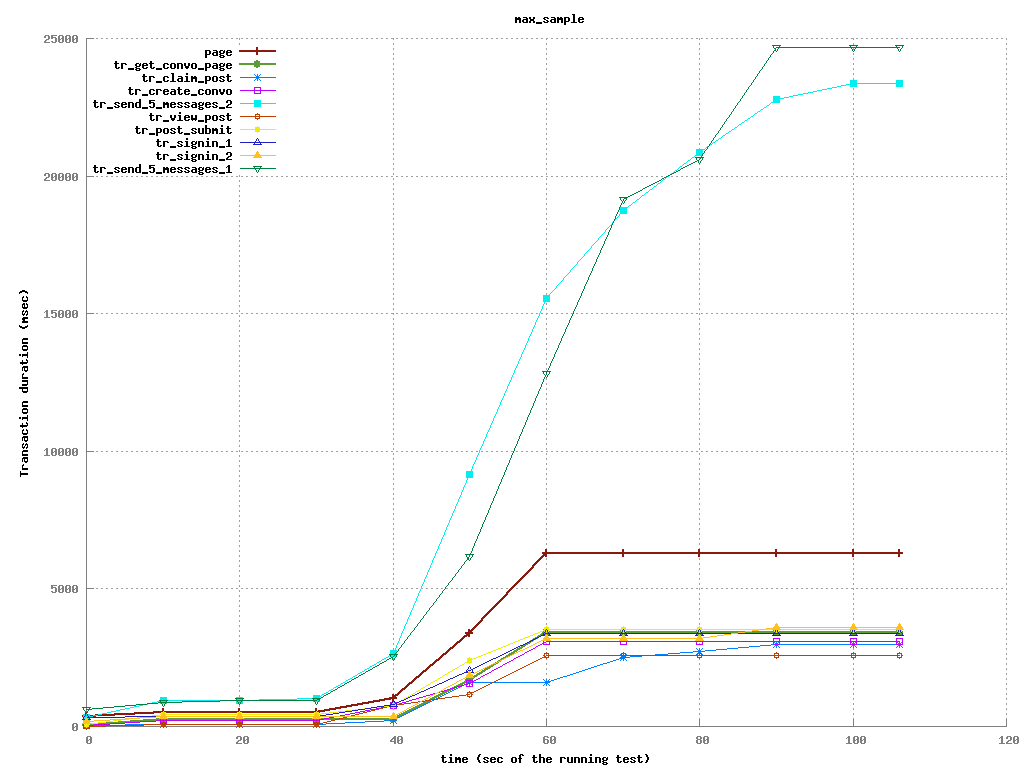 max_sample
25000
20000
15000
10000
5000
0
Transaction duration (msec)
page
tr_get_convo_page
tr_claim_post
tr_create_convo
tr_send_5_messages_2
tr_view_post
tr_post_submit
tr_signin_1
tr_signin_2
tr_send_5_messages_1
0 20 40 60 80 100 120
time (sec of the running test)